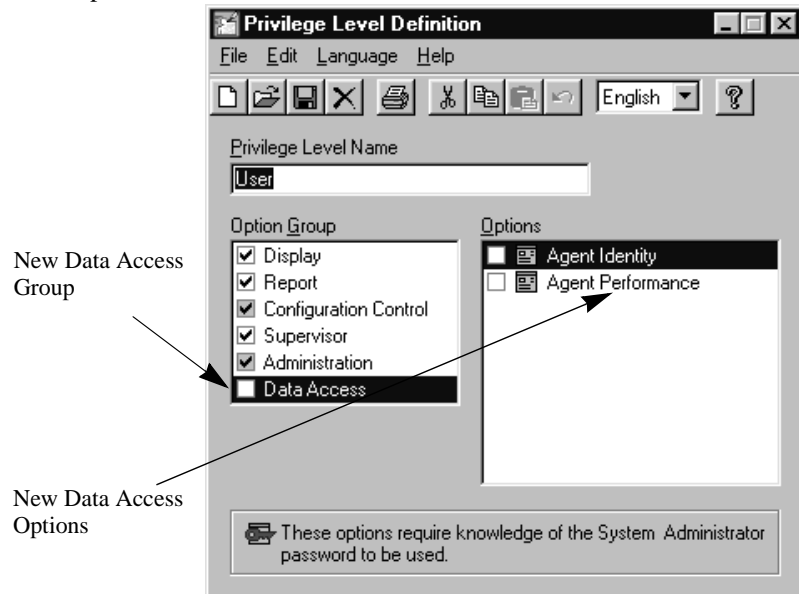 Privilege Level Definition
File Edit Language Help
English
Privilege Level Name
User
Option Group
Display
Report
Configuration Control
Supervisor
Administration
Data Access
Options
Agent Identity
Agent Performance
New Data Access
Group
New Data Access
Options
These options require knowledge of the System Administrator
password to be used.